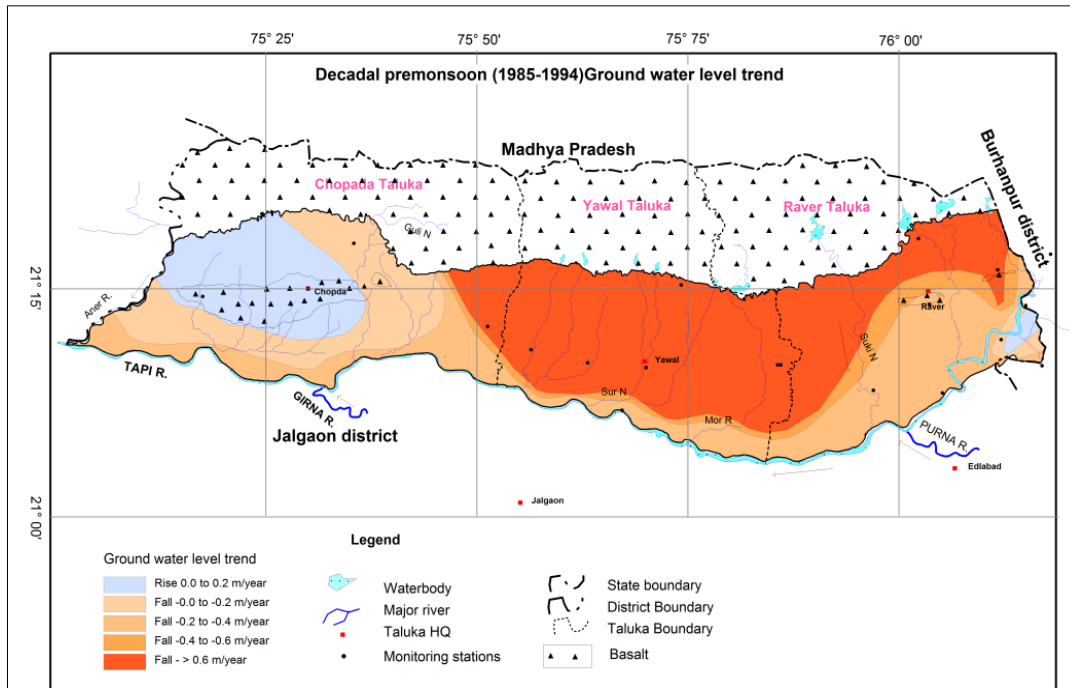 75° 25'
75° 50'
75° 75'
76° 00'
Decadal premonsoon (1985-1994)Ground water level trend
Madhya Pradesh
Burhanpur district
Chopada Taluka
Yawal Taluka
Raver Taluka
Guli N
21° 15'
Aner R.
Chopda
Raver
Suki N
Yawal
TAPI R.
Sur N
Mor R
GIRNA R.
Jalgaon district
PURNA R.
Edlabad
Jalgaon
21° 00'
Legend
Ground water level trend
Rise 0.0 to 0.2 m/year
Fall -0.0 to -0.2 m/year
Fall -0.2 to -0.4 m/year
Fall -0.4 to -0.6 m/year
Fall - > 0.6 m/year
Waterbody
Major river
Taluka HQ
Monitoring stations
State boundary
District Boundary
Taluka Boundary
Basalt